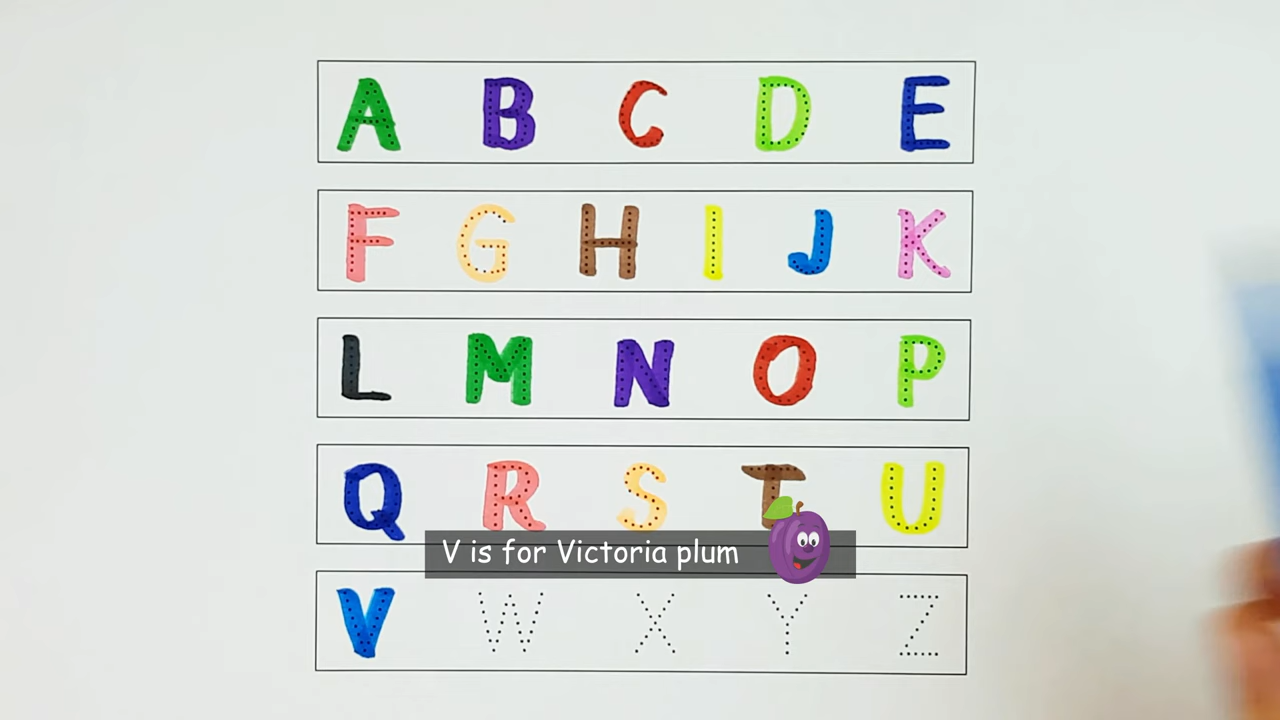 A B C D E
F G H I J K
L M N O P
Q R S T U
V is for Victoria plum
V W X Y Z